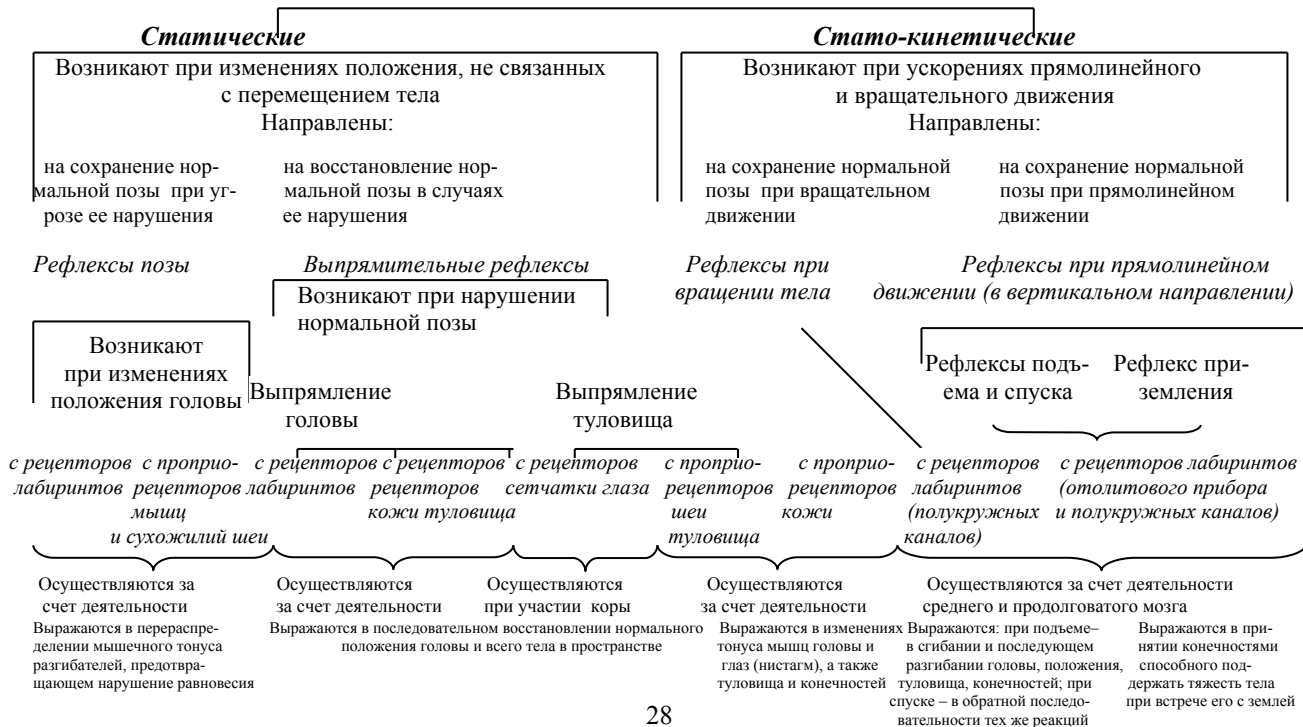 Статические
Стато-кинетические
Возникают при изменениях положения, не связанных
с перемещением тела
Направлены:
Возникают при ускорениях прямолинейного
и вращательного движения
Направлены:
на сохранение нор-
мальной позы при уг-
розе ее нарушения
на восстановление нор-
мальной позы в случаях
ее нарушения
на сохранение нормальной
позы при вращательном
движении
на сохранение нормальной
позы при прямолинейном
движении
Рефлексы позы
Выпрямительные рефлексы
Рефлексы при
вращении тела
Рефлексы при прямолинейном
движении (в вертикальном направлении)
Возникают при нарушении
нормальной позы
Возникают
при изменениях
положения головы
Выпрямление
головы
Выпрямление
туловища
Рефлексы подъ-
ема и спуска
Рефлекс при-
земления
с рецепторов
лабиринтов
с проприо-
рецепторов
мышц
и сухожилий шеи
с рецепторов
лабиринтов
с рецепторов
рецепторов
кожи туловища
с рецепторов
сетчатки глаза
с проприо-
рецепторов
шеи
туловища
с проприо-
рецепторов
кожи
с рецепторов
лабиринтов
(полукружных
каналов)
с рецепторов лабиринтов
(отолитового прибора
и полукружных каналов)
Осуществляются за
счет деятельности
Осуществляются
за счет деятельности
Осуществляются
при участии коры
Осуществляются
за счет деятельности
Осуществляются за счет деятельности
среднего и продолговатого мозга
Выражаются в перераспре-
делении мышечного тонуса
разгибателей, предотвра-
щающем нарушение равновесия
Выражаются в последовательном восстановлении нормального
положения головы и всего тела в пространстве
Выражаются в изменениях
тонуса мышц головы и
глаз (нистагм), а также
туловища и конечностей
Выражаются: при подъеме–
в сгибании и последующем
разгибании головы, положения,
туловища, конечностей; при
спуске – в обратной последо-
вательности тех же реакций
Выражаются в при-
нятии конечностями
способного под-
держать тяжесть тела
при встрече его с землей
28